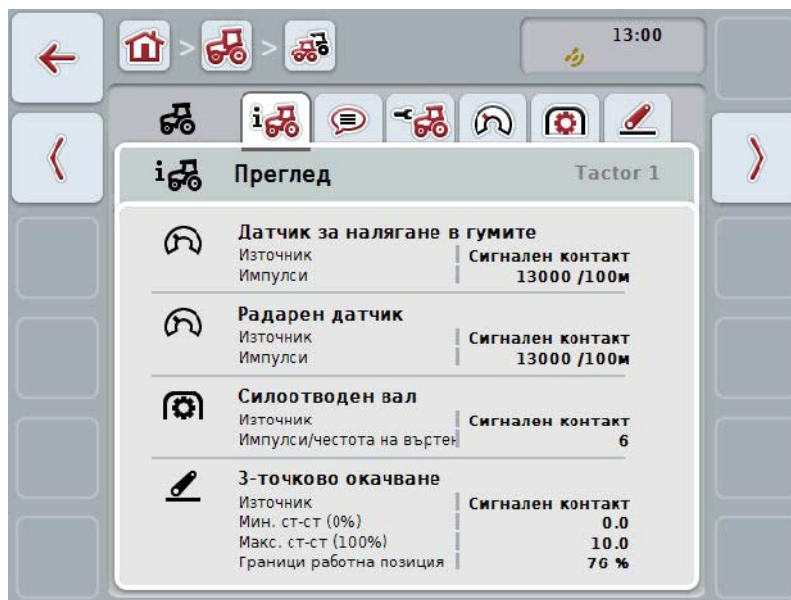 13:00
Преглед Tactor 1
Датчик за налягане в гумите
Източник Сигнален контакт
Импулси 13000 /100м
Радарен датчик
Източник Сигнален контакт
Импулси 13000 /100м
Силоотводен вал
Източник Сигнален контакт
Импулси/честота на въртен 6
3-точково окачване
Източник Сигнален контакт
Мин. ст-ст (0%) 0.0
Макс. ст-ст (100%) 10.0
Граници работна позиция 76 %